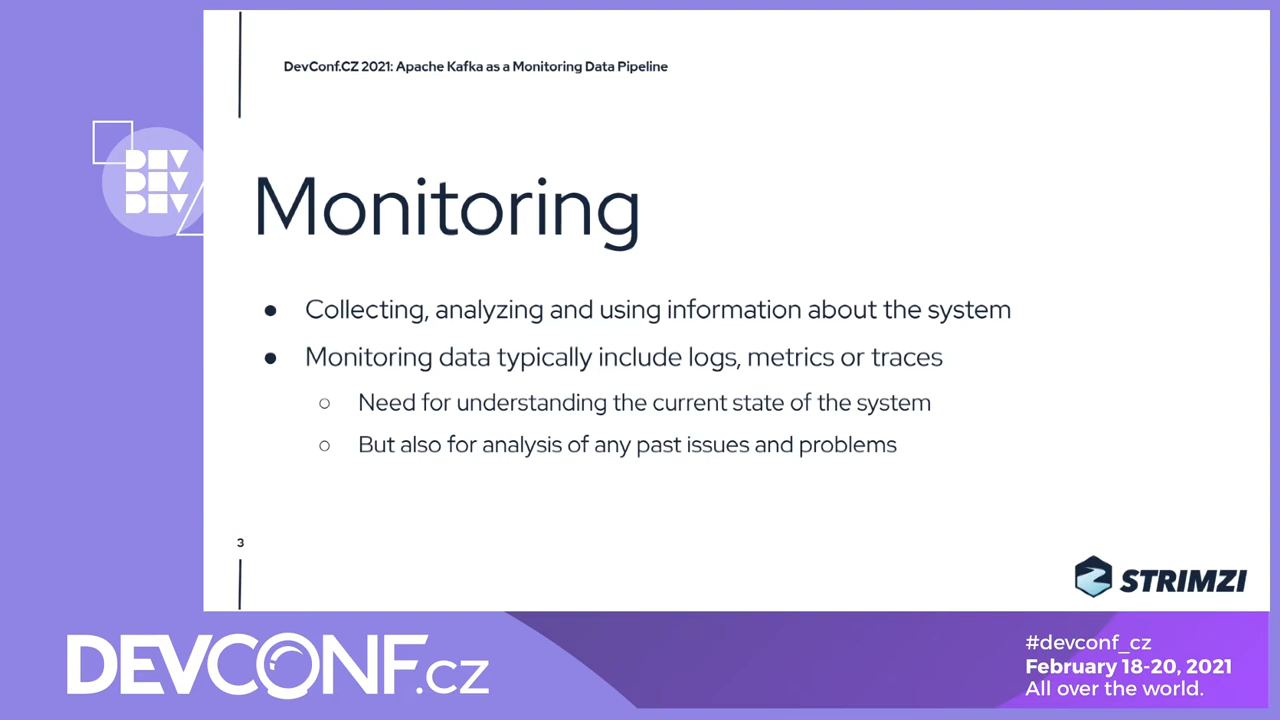 DevConf.CZ 2021: Apache Kafka as a Monitoring Data Pipeline
DEV
DEV
DEV
Monitoring
● Collecting, analyzing and using information about the system
● Monitoring data typically include logs, metrics or traces
○ Need for understanding the current state of the system
○ But also for analysis of any past issues and problems
3
STRIMZI
DEVCONF.cz
#devconf_cz
February 18-20, 2021
All over the world.